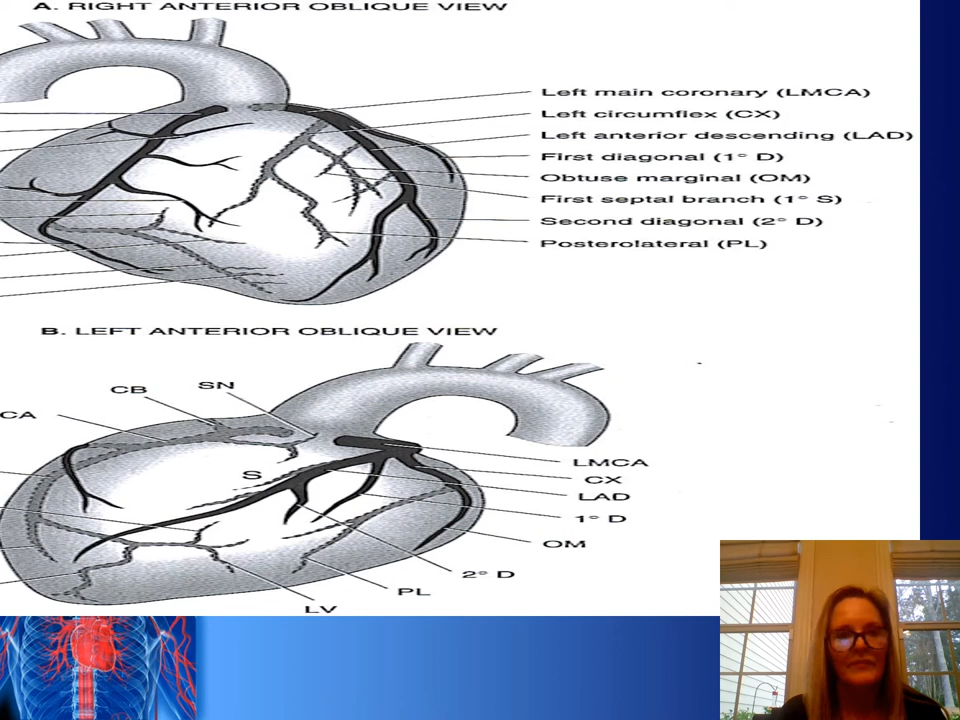 A. RIGHT ANTERIOR OBLIQUE VIEW
Left main coronary (LMCA)
Left circumflex (CX)
Left anterior descending (LAD)
First diagonal (1° D)
Obtuse marginal (OM)
First septal branch (1° S)
Second diagonal (2° D)
Posterolateral (PL)
B. LEFT ANTERIOR OBLIQUE VIEW
CB
SN
CA
S
LMCA
CX
LAD
1° D
OM
2° D
PL
LV